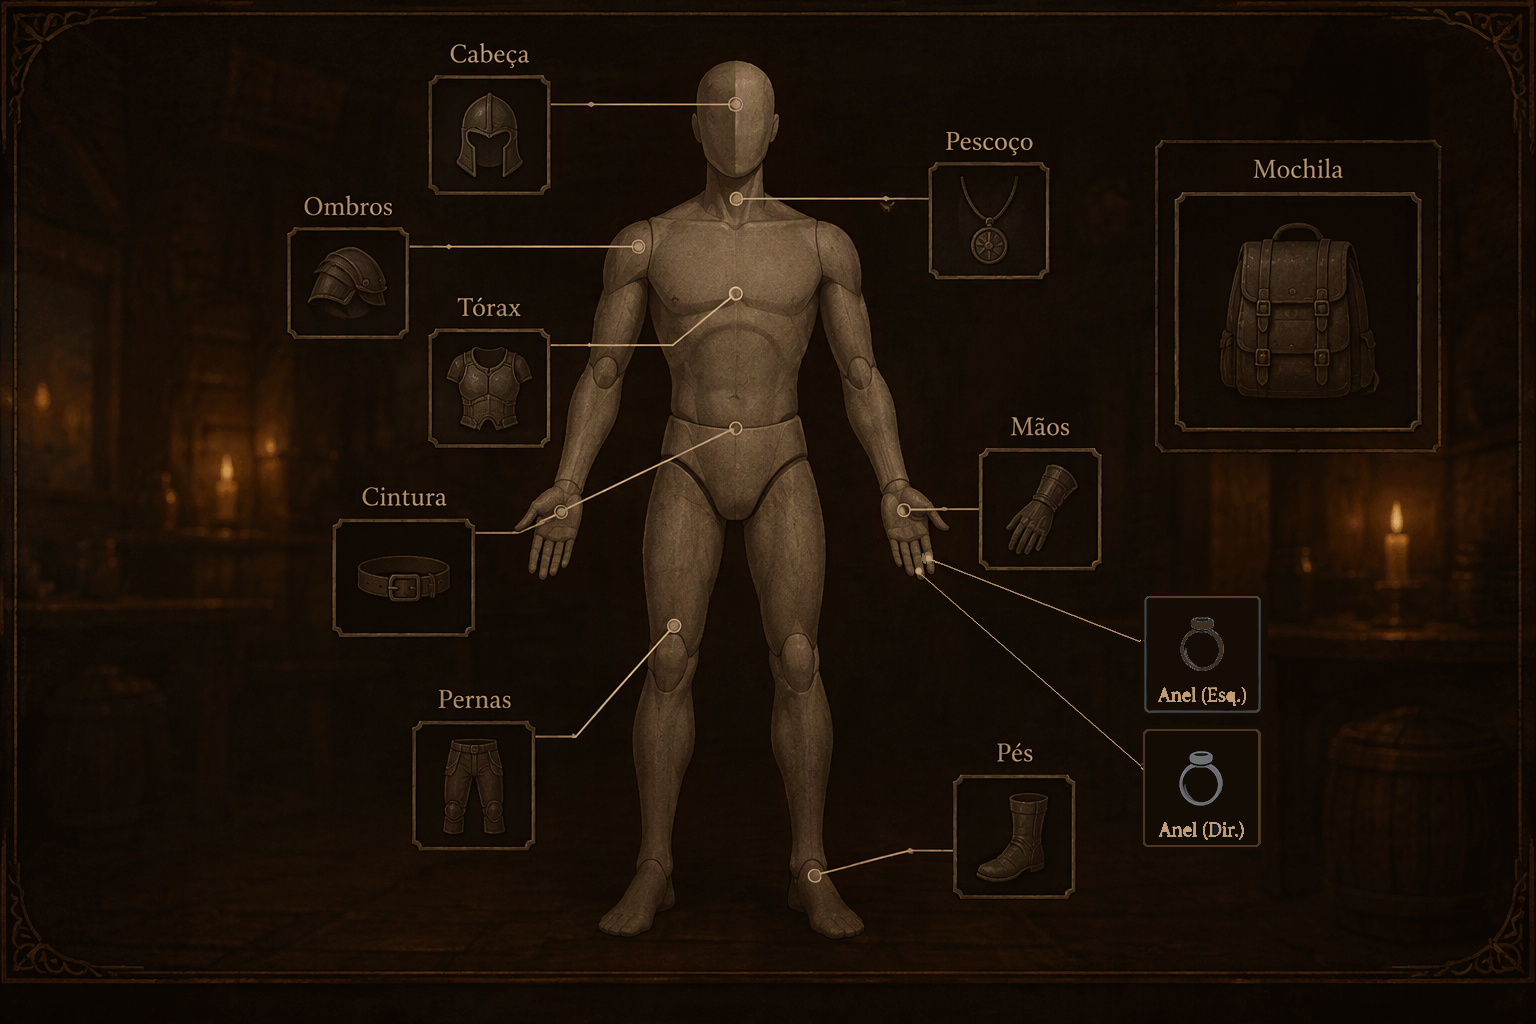 Cabeça
Pescoço
Mochila
Ombros
Tórax
Mãos
Cintura
Anel (Esq.)
Pernas
Pés
Anel (Dir.)